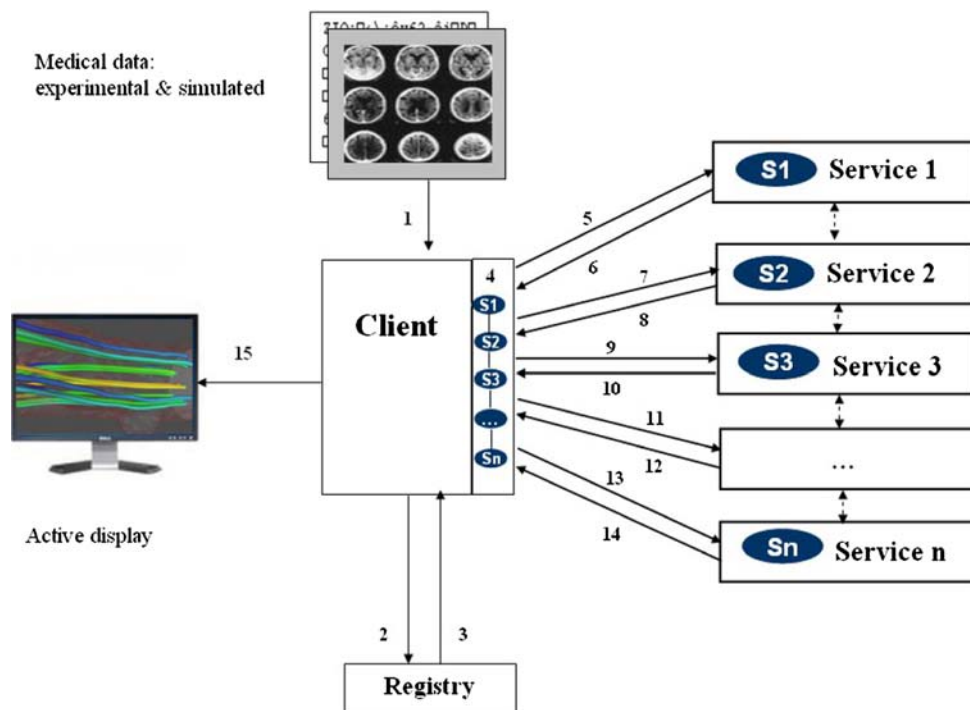 Medical data:
experimental & simulated
1
Client
4
S1
S2
S3
...
Sn
5
6
7
8
9
10
11
12
13
14
S1 Service 1
S2 Service 2
S3 Service 3
...
Sn Service n
15
DELL
Active display
2
3
Registry